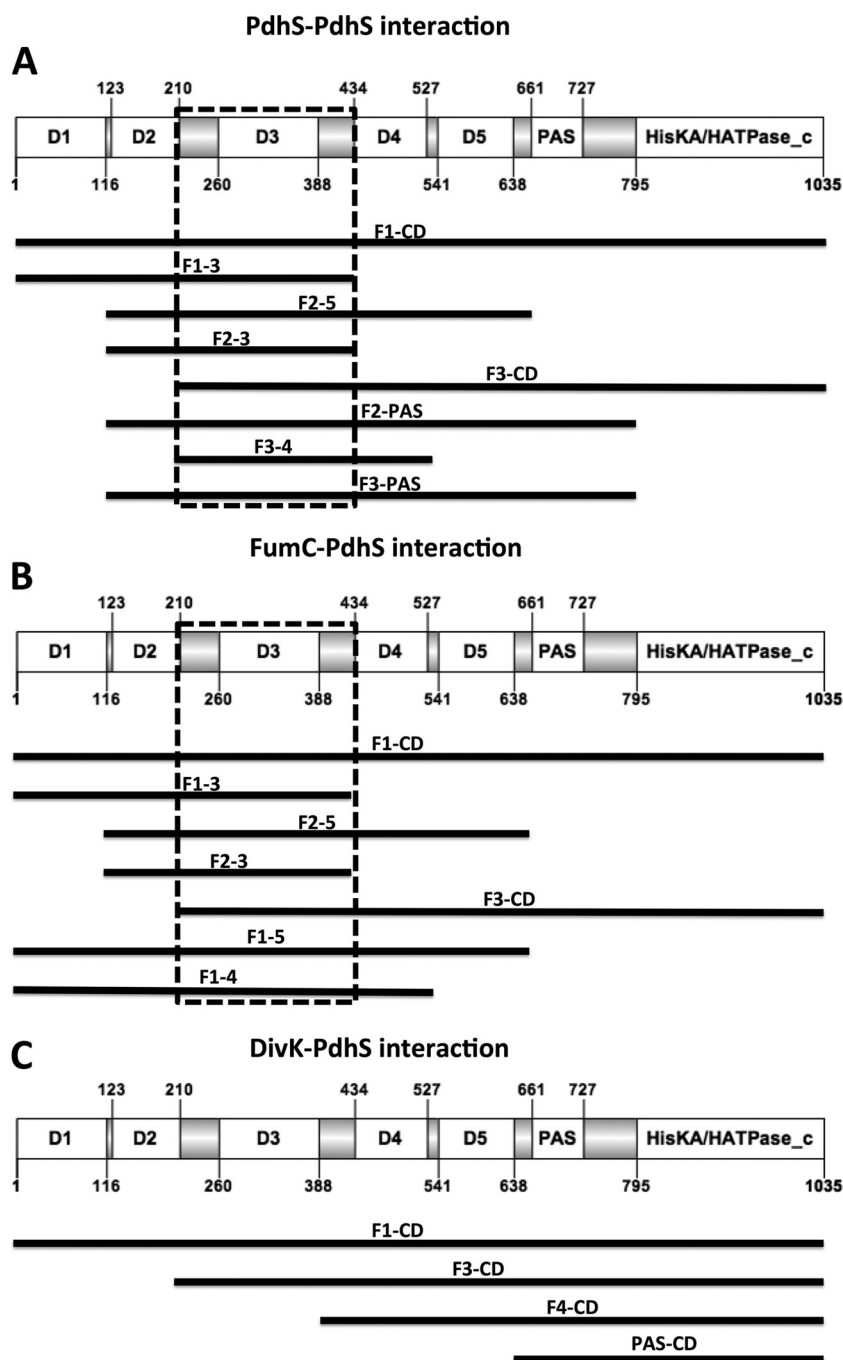 PdhS-PdhS interaction
A
123 210 434 527 661 727
D1 D2 D3 D4 D5 PAS HisKA/HATPase_c
1 116 260 388 541 638 795 1035
F1-CD
F1-3
F2-5
F2-3
F3-CD
F2-PAS
F3-4
F3-PAS
FumC-PdhS interaction
B
123 210 434 527 661 727
D1 D2 D3 D4 D5 PAS HisKA/HATPase_c
1 116 260 388 541 638 795 1035
F1-CD
F1-3
F2-5
F2-3
F3-CD
F1-5
F1-4
DivK-PdhS interaction
C
123 210 434 527 661 727
D1 D2 D3 D4 D5 PAS HisKA/HATPase_c
1 116 260 388 541 638 795 1035
F1-CD
F3-CD
F4-CD
PAS-CD